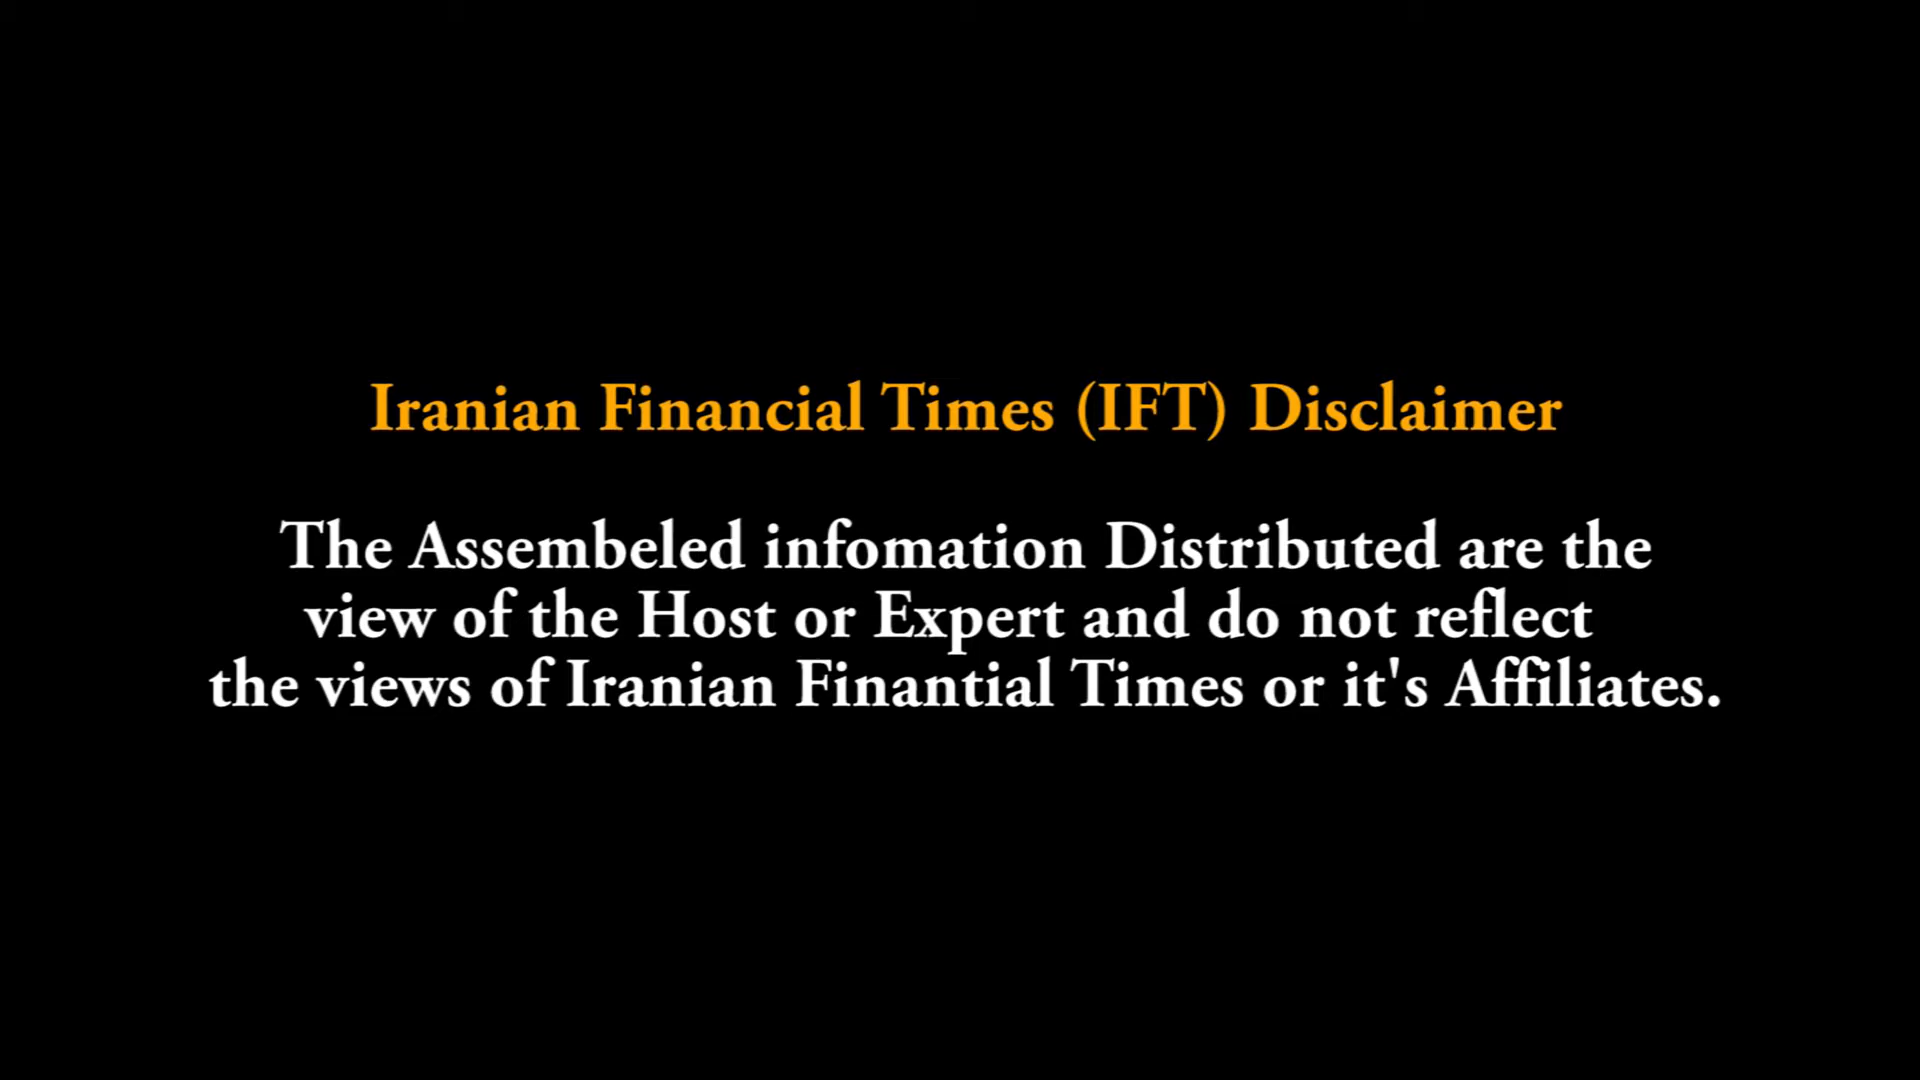 Iranian Financial Times (IFT) Disclaimer
The Assembeled infomation Distributed are the
view of the Host or Expert and do not reflect
the views of Iranian Finantial Times or it's Affiliates.